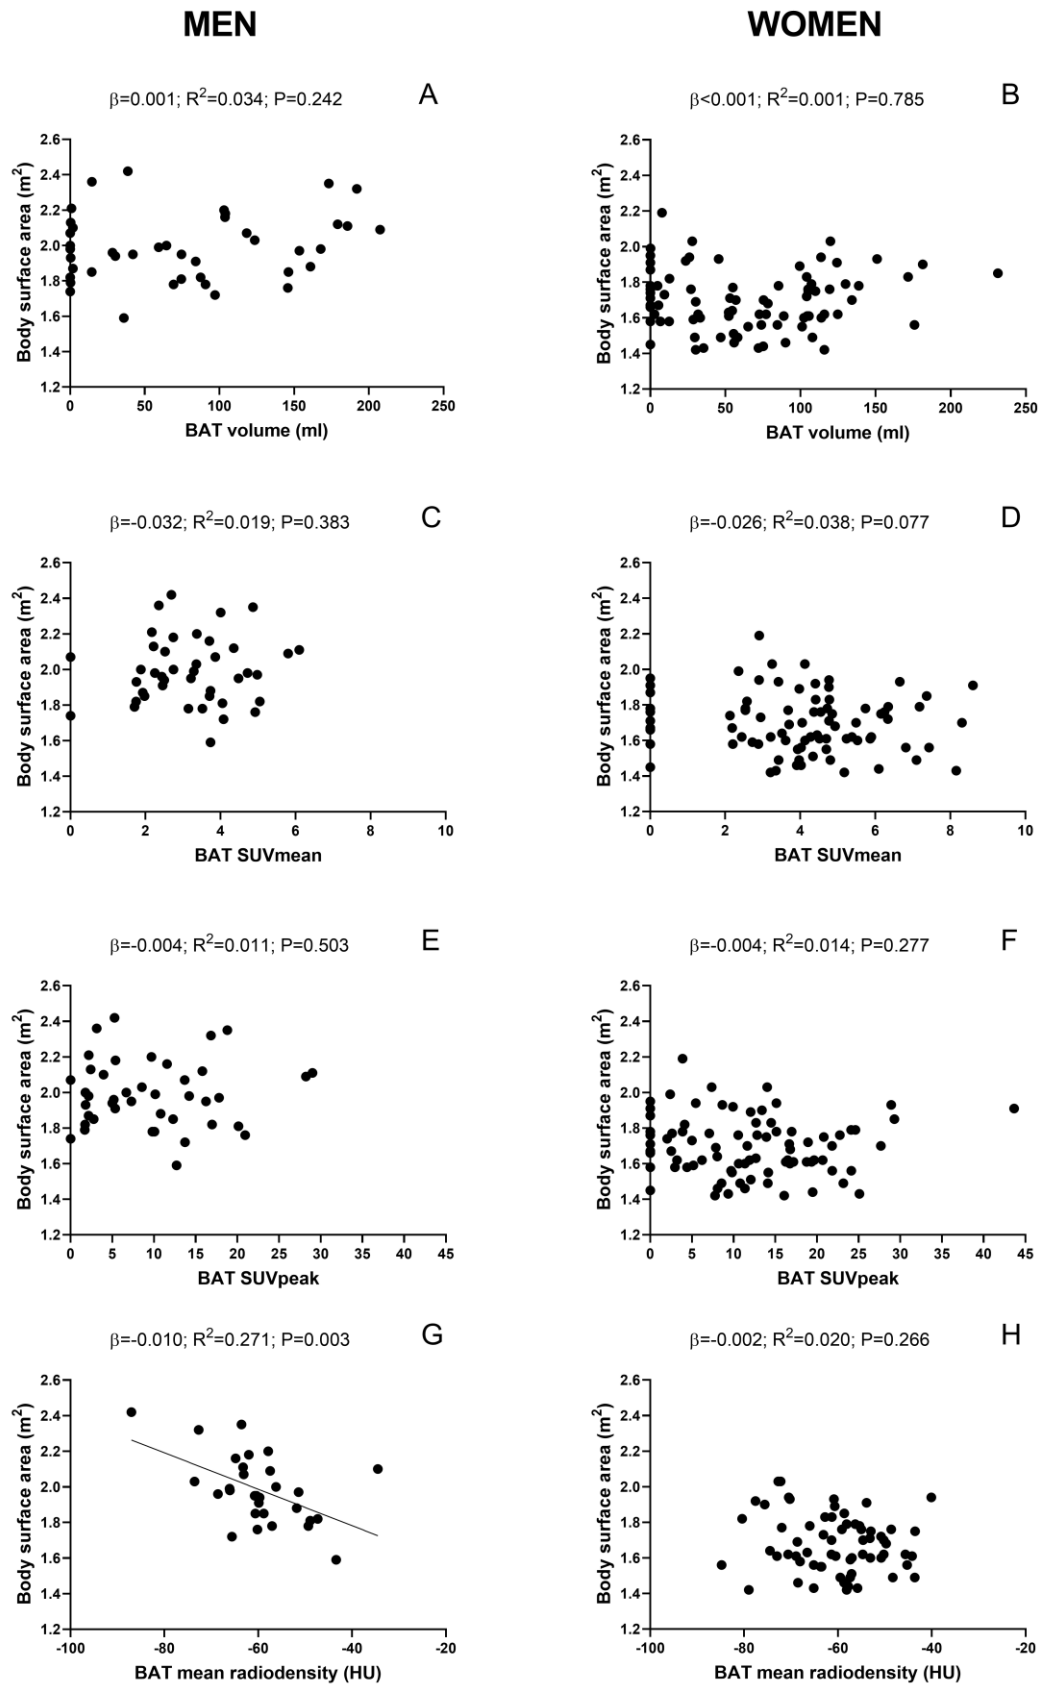 MEN WOMEN
β=0.001; R²=0.034; P=0.242 A
Body surface area (m²)
2.6
2.4
2.2
2.0
1.8
1.6
1.4
1.2
0 50 100 150 200 250
BAT volume (ml)
β<0.001; R²=0.001; P=0.785 B
Body surface area (m²)
2.6
2.4
2.2
2.0
1.8
1.6
1.4
1.2
0 50 100 150 200 250
BAT volume (ml)
β=-0.032; R²=0.019; P=0.383 C
Body surface area (m²)
2.6
2.4
2.2
2.0
1.8
1.6
1.4
1.2
0 2 4 6 8 10
BAT SUVmean
β=-0.026; R²=0.038; P=0.077 D
Body surface area (m²)
2.6
2.4
2.2
2.0
1.8
1.6
1.4
1.2
0 2 4 6 8 10
BAT SUVmean
β=-0.004; R²=0.011; P=0.503 E
Body surface area (m²)
2.6
2.4
2.2
2.0
1.8
1.6
1.4
1.2
0 5 10 15 20 25 30 35 40 45
BAT SUVpeak
β=-0.004; R²=0.014; P=0.277 F
Body surface area (m²)
2.6
2.4
2.2
2.0
1.8
1.6
1.4
1.2
0 5 10 15 20 25 30 35 40 45
BAT SUVpeak
β=-0.010; R²=0.271; P=0.003 G
Body surface area (m²)
2.6
2.4
2.2
2.0
1.8
1.6
1.4
1.2
-100 -80 -60 -40 -20
BAT mean radiodensity (HU)
β=-0.002; R²=0.020; P=0.266 H
Body surface area (m²)
2.6
2.4
2.2
2.0
1.8
1.6
1.4
1.2
-100 -80 -60 -40 -20
BAT mean radiodensity (HU)